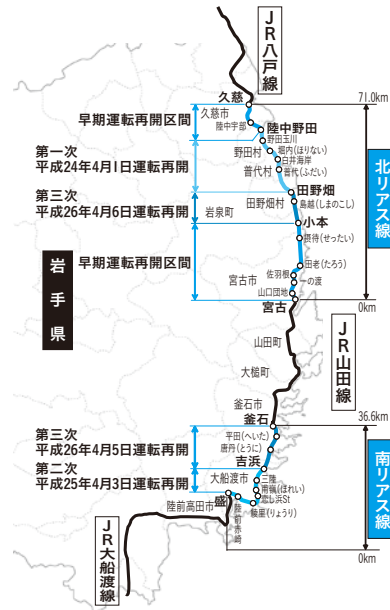 JR八戸線
久慈
71.0km
久慈市
陸中宇部
早期運転再開区間
陸中野田
野田玉川
野田村
堀内(ほりない)
白井海岸
第一次
平成24年4月1日運転再開
普代村
普代(ふだい)
田野畑
北リアス線
第三次
平成26年4月6日運転再開
田野畑村
島越(しまのこし)
岩泉町
小本
摂待(せったい)
早期運転再開区間
田老(たろう)
佐羽根
宮古市
一の渡
山口団地
宮古
0km
岩手県
山田町
JR山田線
大槌町
釜石市
36.6km
釜石
第三次
平成26年4月5日運転再開
平田(へいた)
唐丹(とうに)
吉浜
第二次
平成25年4月3日運転再開
大船渡市
三陸
甫嶺(ほれい)
恋し浜St
綾里(りょうり)
盛
陸前赤崎
陸前高田市
南リアス線
0km
JR大船渡線